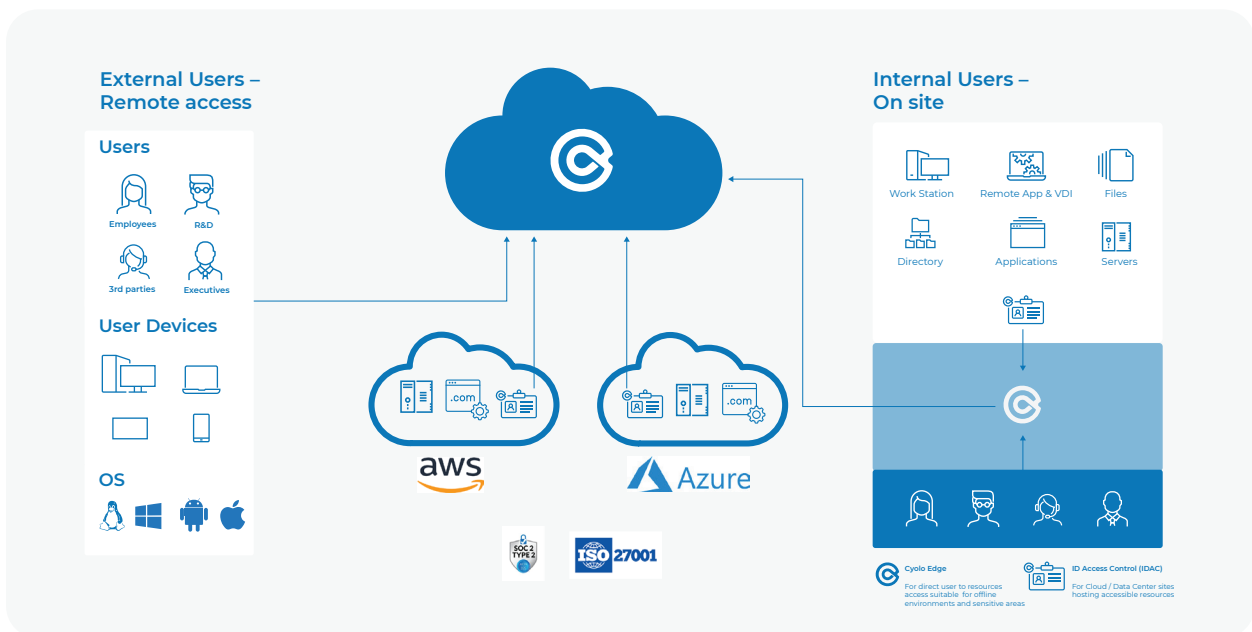 External Users –
Remote access
Users
Employees
R&D
3rd parties
Executives
User Devices
OS
.com
aws
.com
Azure
SOC 2
TYPE 2
ISO 27001
Internal Users –
On site
Work Station
Remote App & VDI
Files
Directory
Applications
Servers
Cyolo Edge
For direct user to resources
access suitable for offline
environments and sensitive areas
ID Access Control (IDAC)
For Cloud / Data Center sites
hosting accessible resources